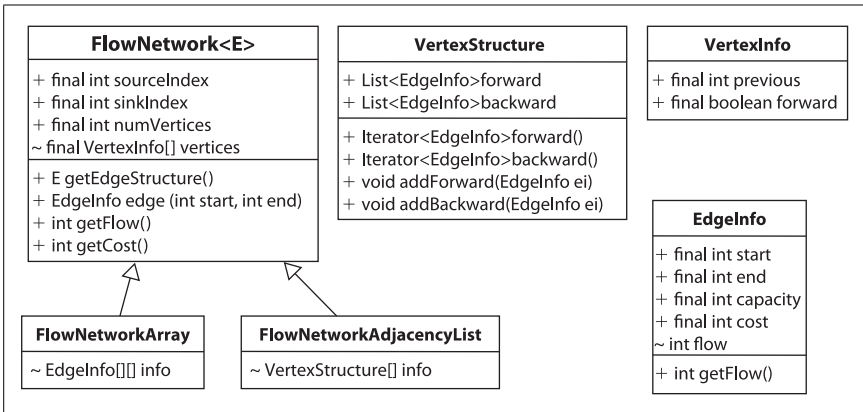 FlowNetwork<E>
+ final int sourceIndex
+ final int sinkIndex
+ final int numVertices
~ final VertexInfo[] vertices
+ E getEdgeStructure()
+ EdgeInfo edge (int start, int end)
+ int getFlow()
+ int getCost()
VertexStructure
+ List<EdgeInfo>forward
+ List<EdgeInfo>backward
+ Iterator<EdgeInfo>forward()
+ Iterator<EdgeInfo>backward()
+ void addForward(EdgeInfo ei)
+ void addBackward(EdgeInfo ei)
VertexInfo
+ final int previous
+ final boolean forward
EdgeInfo
+ final int start
+ final int end
+ final int capacity
+ final int cost
~ int flow
+ int getFlow()
FlowNetworkArray
~ EdgeInfo[][] info
FlowNetworkAdjacencyList
~ VertexStructure[] info